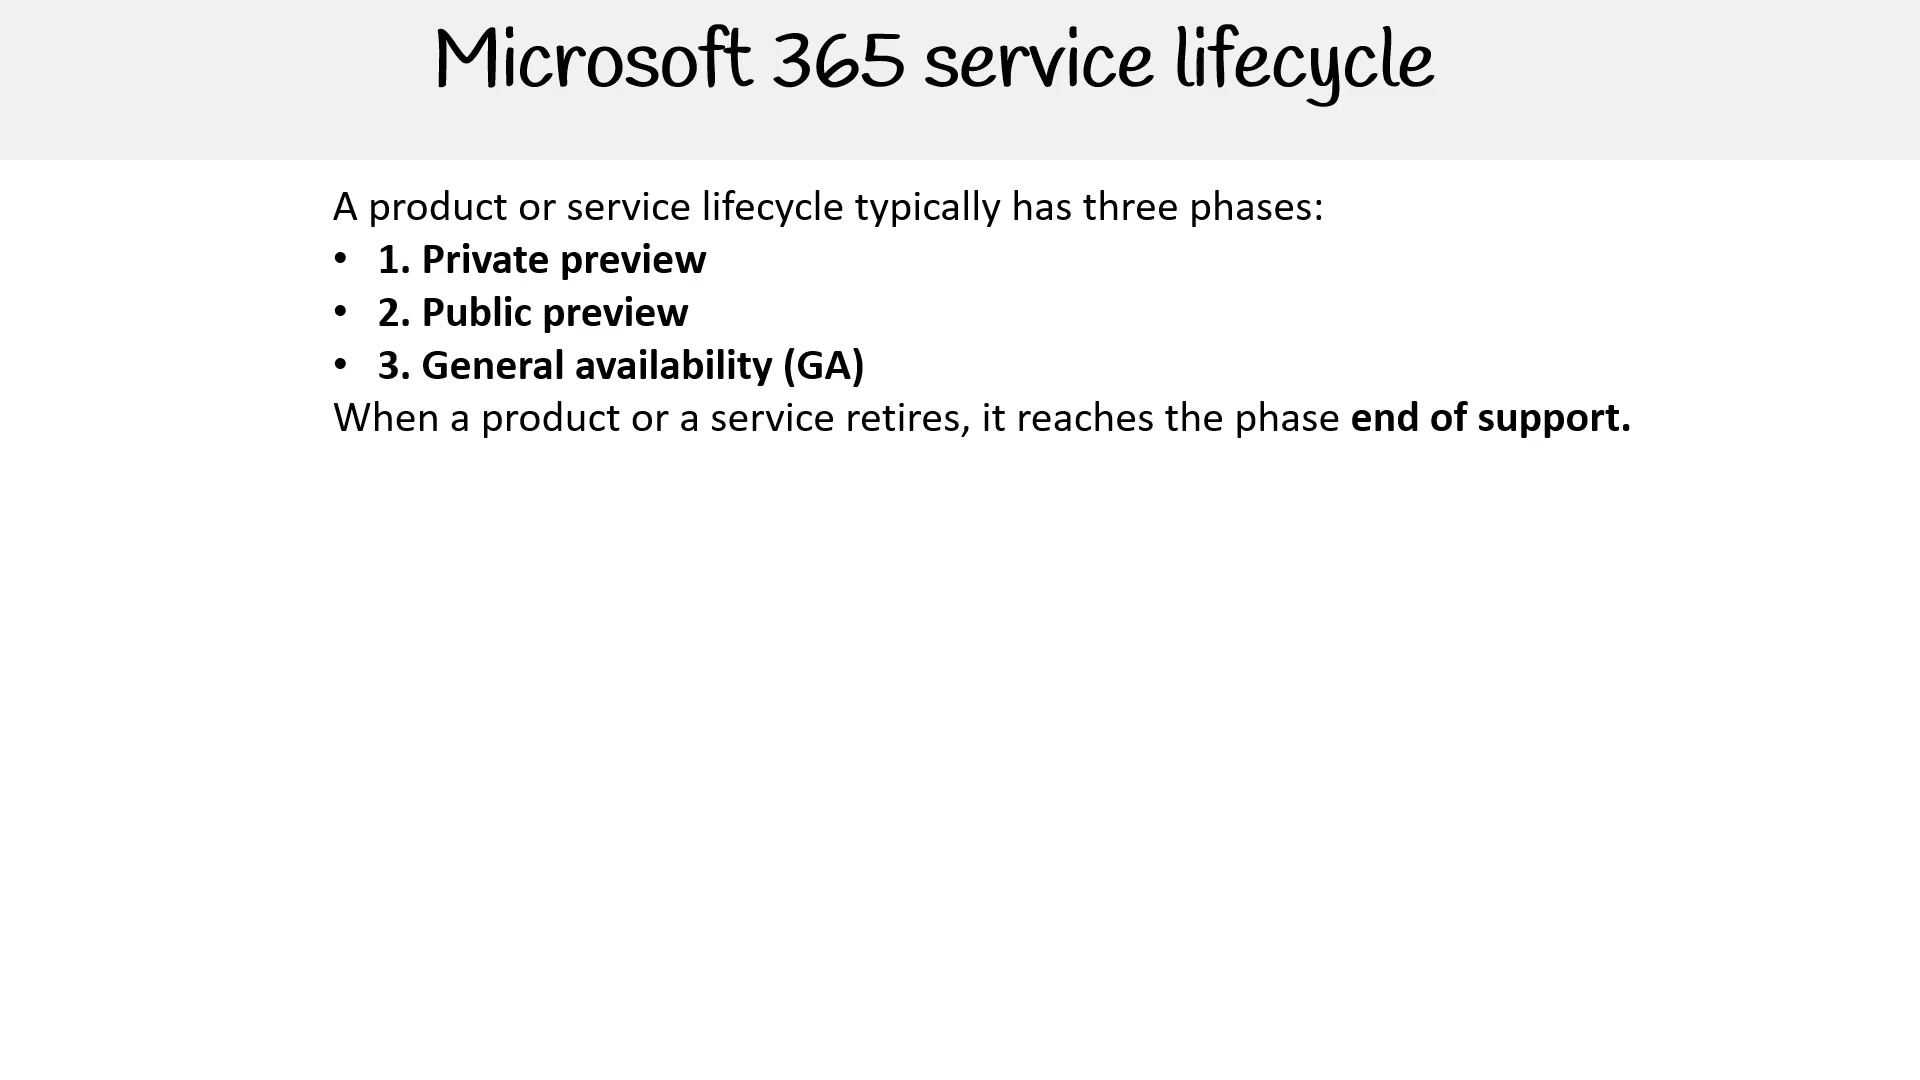 Microsoft 365 service lifecycle
A product or service lifecycle typically has three phases:
• 1. Private preview
• 2. Public preview
• 3. General availability (GA)
When a product or a service retires, it reaches the phase end of support.